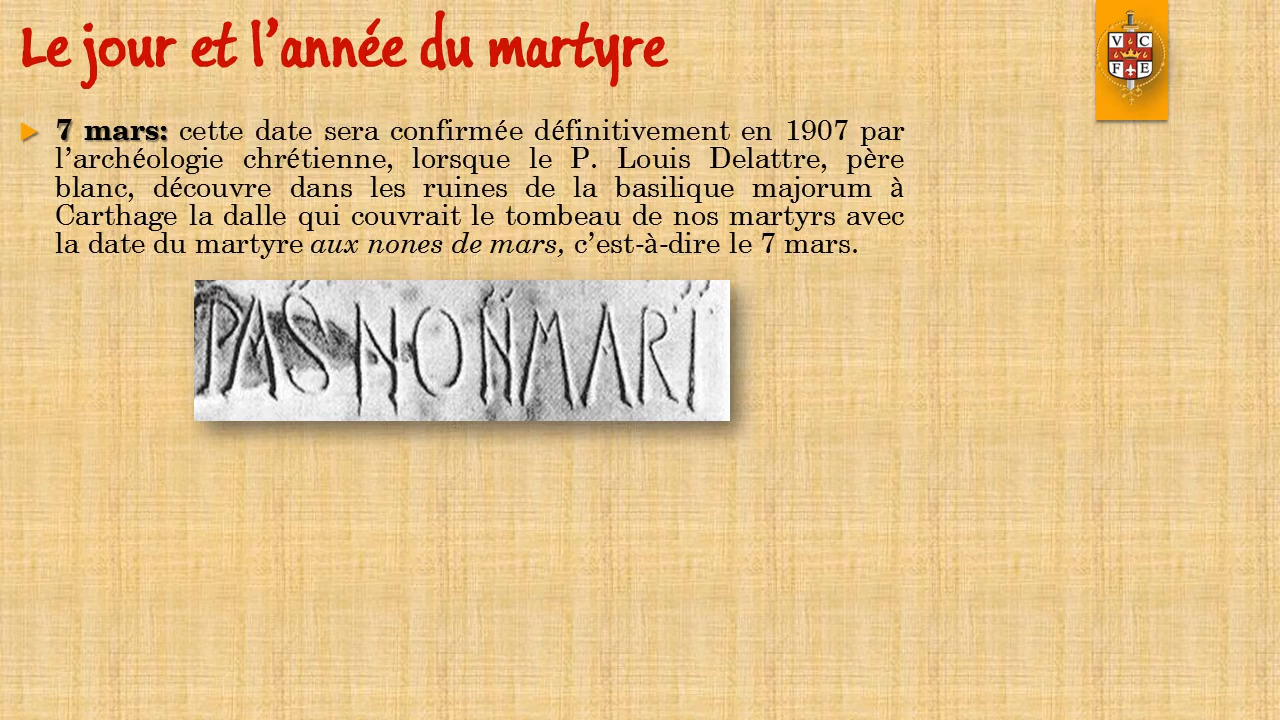 Le jour et l’année du martyre
V C
F E
7 mars: cette date sera confirmée définitivement en 1907 par
l’archéologie chrétienne, lorsque le P. Louis Delattre, père
blanc, découvre dans les ruines de la basilique majorum à
Carthage la dalle qui couvrait le tombeau de nos martyrs avec
la date du martyre aux nones de mars, c’est-à-dire le 7 mars.
PAS NON MARI